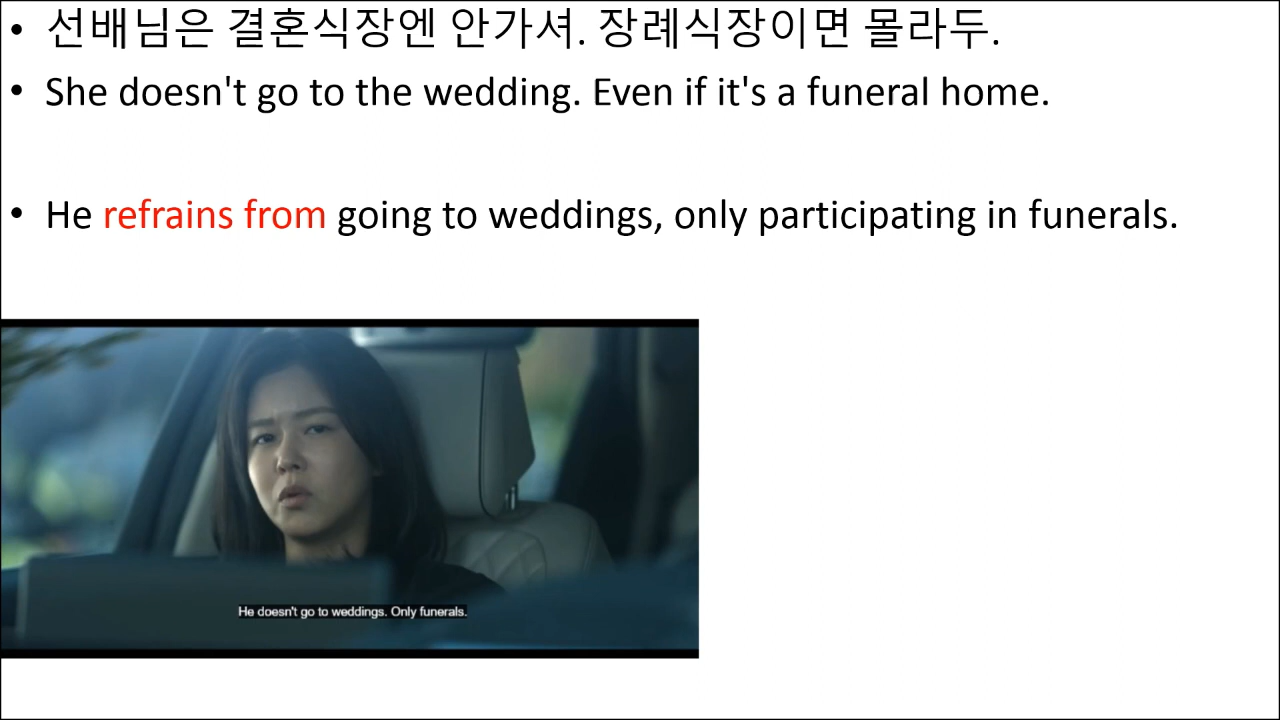 • 선배님은 결혼식장엔 안가셔. 장례식장이면 몰라두.
• She doesn't go to the wedding. Even if it's a funeral home.
• He refrains from going to weddings, only participating in funerals.
He doesn't go to weddings. Only funerals.